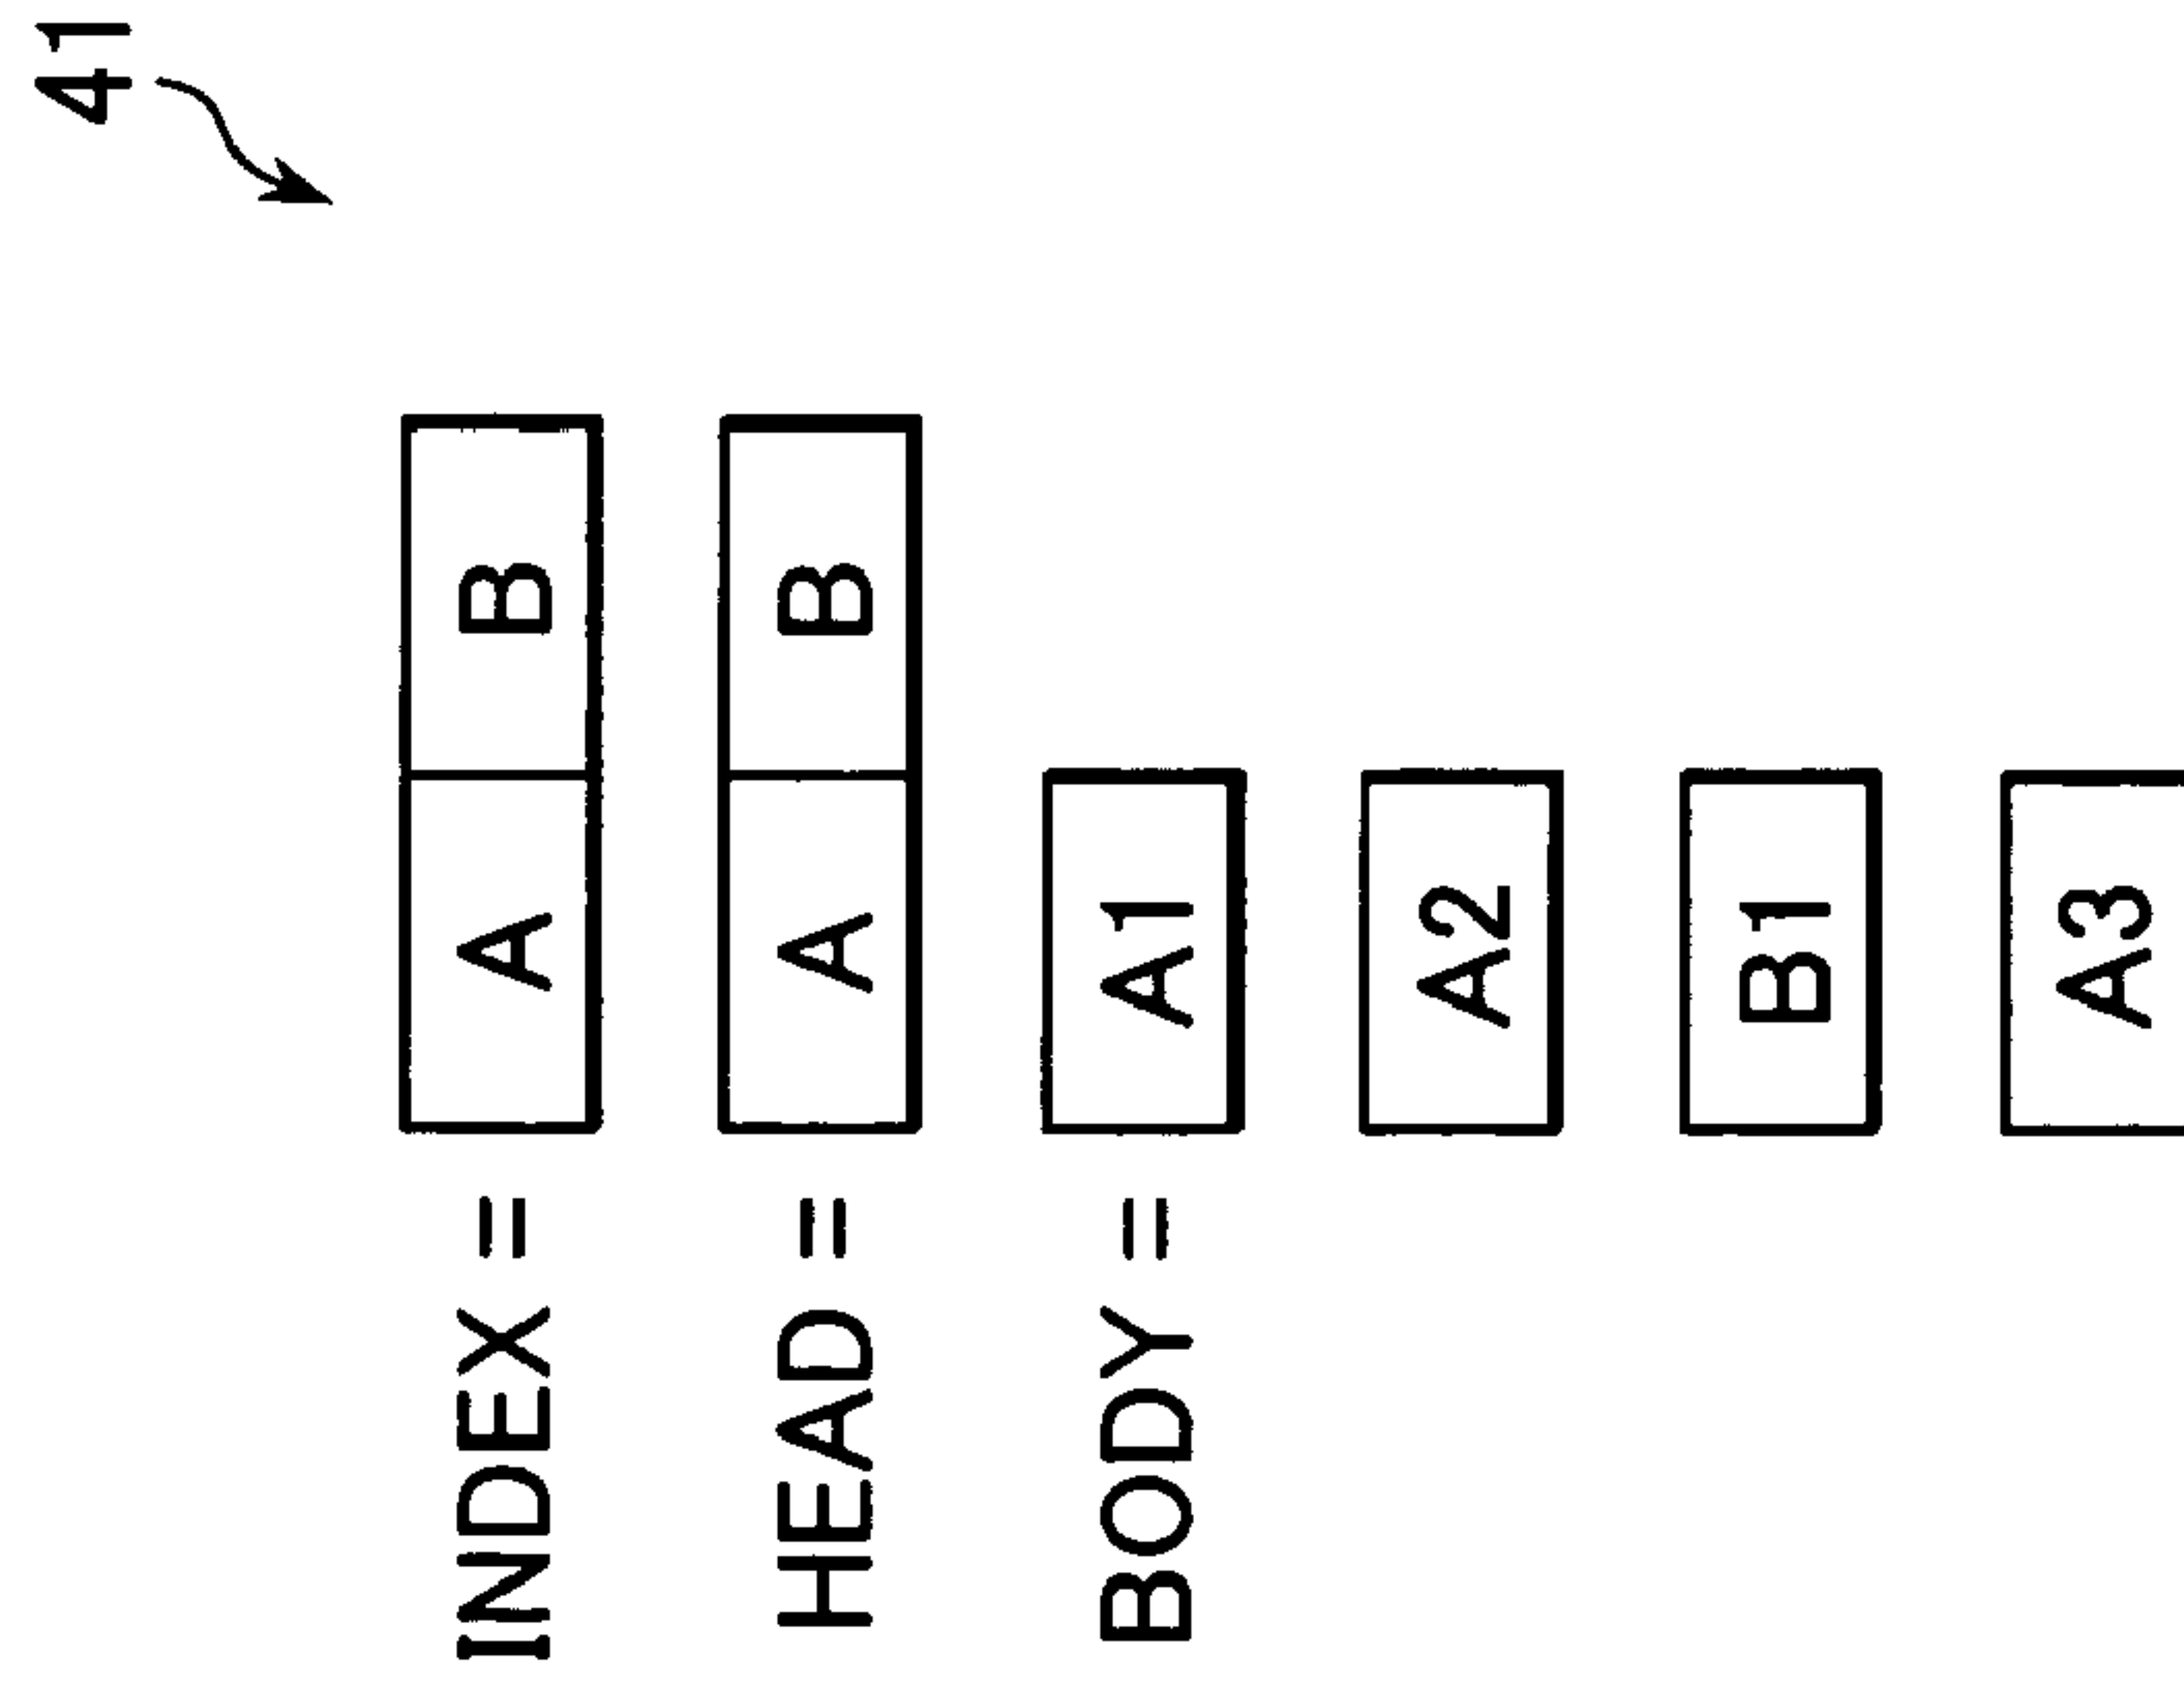 41
INDEX = A B
HEAD = A B
BODY = A1
A2
B1
A3